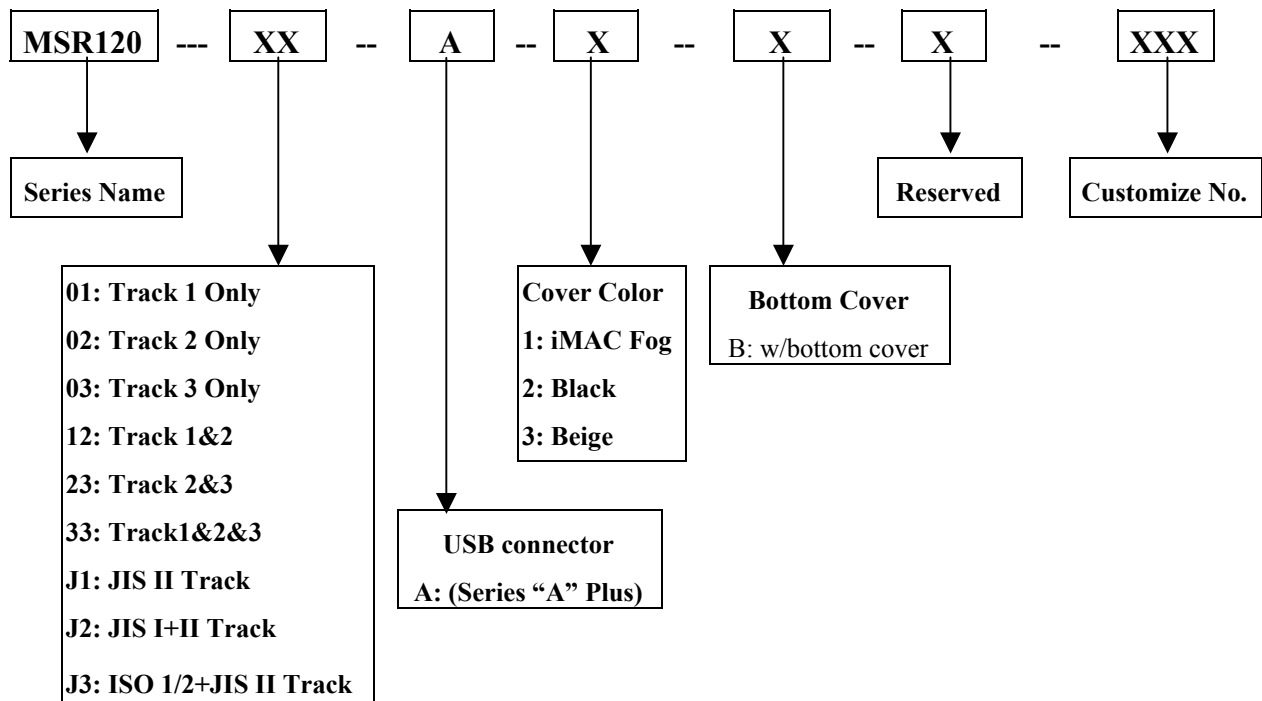 MSR120 --- XX -- A -- X -- X -- X -- XXX
Series Name
Reserved
Customize No.
01: Track 1 Only
02: Track 2 Only
03: Track 3 Only
12: Track 1&2
23: Track 2&3
33: Track1&2&3
J1: JIS II Track
J2: JIS I+II Track
J3: ISO 1/2+JIS II Track
USB connector
A: (Series “A” Plus)
Cover Color
1: iMAC Fog
2: Black
3: Beige
Bottom Cover
B: w/bottom cover